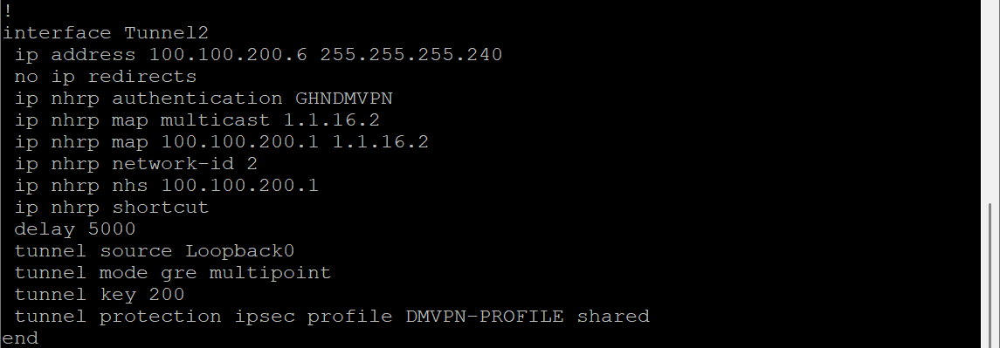 !
interface Tunnel2
 ip address 100.100.200.6 255.255.255.240
 no ip redirects
 ip nhrp authentication GHNDMVPN
 ip nhrp map multicast 1.1.16.2
 ip nhrp map 100.100.200.1 1.1.16.2
 ip nhrp network-id 2
 ip nhrp nhs 100.100.200.1
 ip nhrp shortcut
 delay 5000
 tunnel source Loopback0
 tunnel mode gre multipoint
 tunnel key 200
 tunnel protection ipsec profile DMVPN-PROFILE shared
end